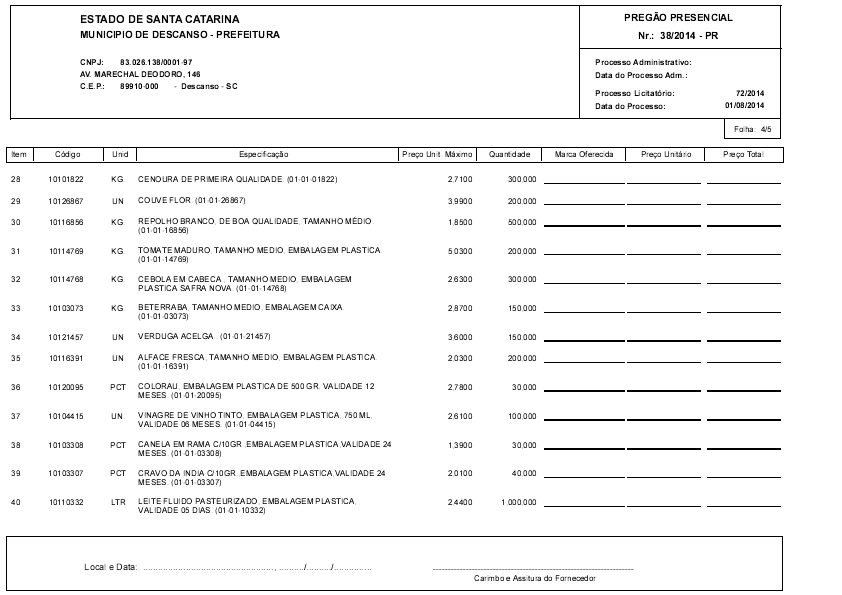 ESTADO DE SANTA CATARINA
MUNICIPIO DE DESCANSO - PREFEITURA
CNPJ: 83.026.138/0001-97
AV. MARECHAL DEODORO, 146
C.E.P.: 89910-000 - Descanso - SC
PREGÃO PRESENCIAL
Nr.: 38/2014 - PR
Processo Administrativo:
Data do Processo Adm.:
Processo Licitatório: 72/2014
Data do Processo: 01/08/2014
Folha: 4/5
Item Código Unid Especificação Preço Unit. Máximo Quantidade Marca Oferecida Preço Unitário Preço Total
28 10101822 KG. CENOURA DE PRIMEIRA QUALIDADE. (01-01-01822) 2,7100 300,000
29 10126867 UN COUVE FLOR. (01-01-26867) 3,9900 200,000
30 10116856 KG. REPOLHO BRANCO, DE BOA QUALIDADE, TAMANHO MÉDIO. 1,8500 500,000
(01-01-16856)
31 10114769 KG. TOMATE MADURO, TAMANHO MEDIO, EMBALAGEM PLASTICA. 5,0300 200,000
(01-01-14769)
32 10114768 KG. CEBOLA EM CABECA , TAMANHO MEDIO, EMBALAGEM 2,6300 300,000
PLASTICA SAFRA NOVA. (01-01-14768)
33 10103073 KG. BETERRABA, TAMANHO MEDIO, EMBALAGEM CAIXA. 2,8700 150,000
(01-01-03073)
34 10121457 UN VERDUGA ACELGA . (01-01-21457) 3,6000 150,000
35 10116391 UN ALFACE FRESCA, TAMANHO MEDIO, EMBALAGEM PLASTICA. 2,0300 200,000
(01-01-16391)
36 10120095 PCT COLORAU, EMBALAGEM PLASTICA DE 500 GR, VALIDADE 12 2,7800 30,000
MESES. (01-01-20095)
37 10104415 UN. VINAGRE DE VINHO TINTO, EMBALAGEM PLASTICA, 750 ML, 2,6100 100,000
VALIDADE 06 MESES. (01-01-04415)
38 10103308 PCT CANELA EM RAMA C/10GR ,EMBALAGEM PLASTICA,VALIDADE 24 1,3900 30,000
MESES. (01-01-03308)
39 10103307 PCT CRAVO DA INDIA C/10GR ,EMBALAGEM PLASTICA,VALIDADE 24 2,0100 40,000
MESES. (01-01-03307)
40 10110332 LTR LEITE FLUIDO PASTEURIZADO, EMBALAGEM PLASTICA, 2,4400 1.000,000
VALIDADE 05 DIAS. (01-01-10332)
Local e Data: ..................................................., ........../........../...............
Carimbo e Assitura do Fornecedor